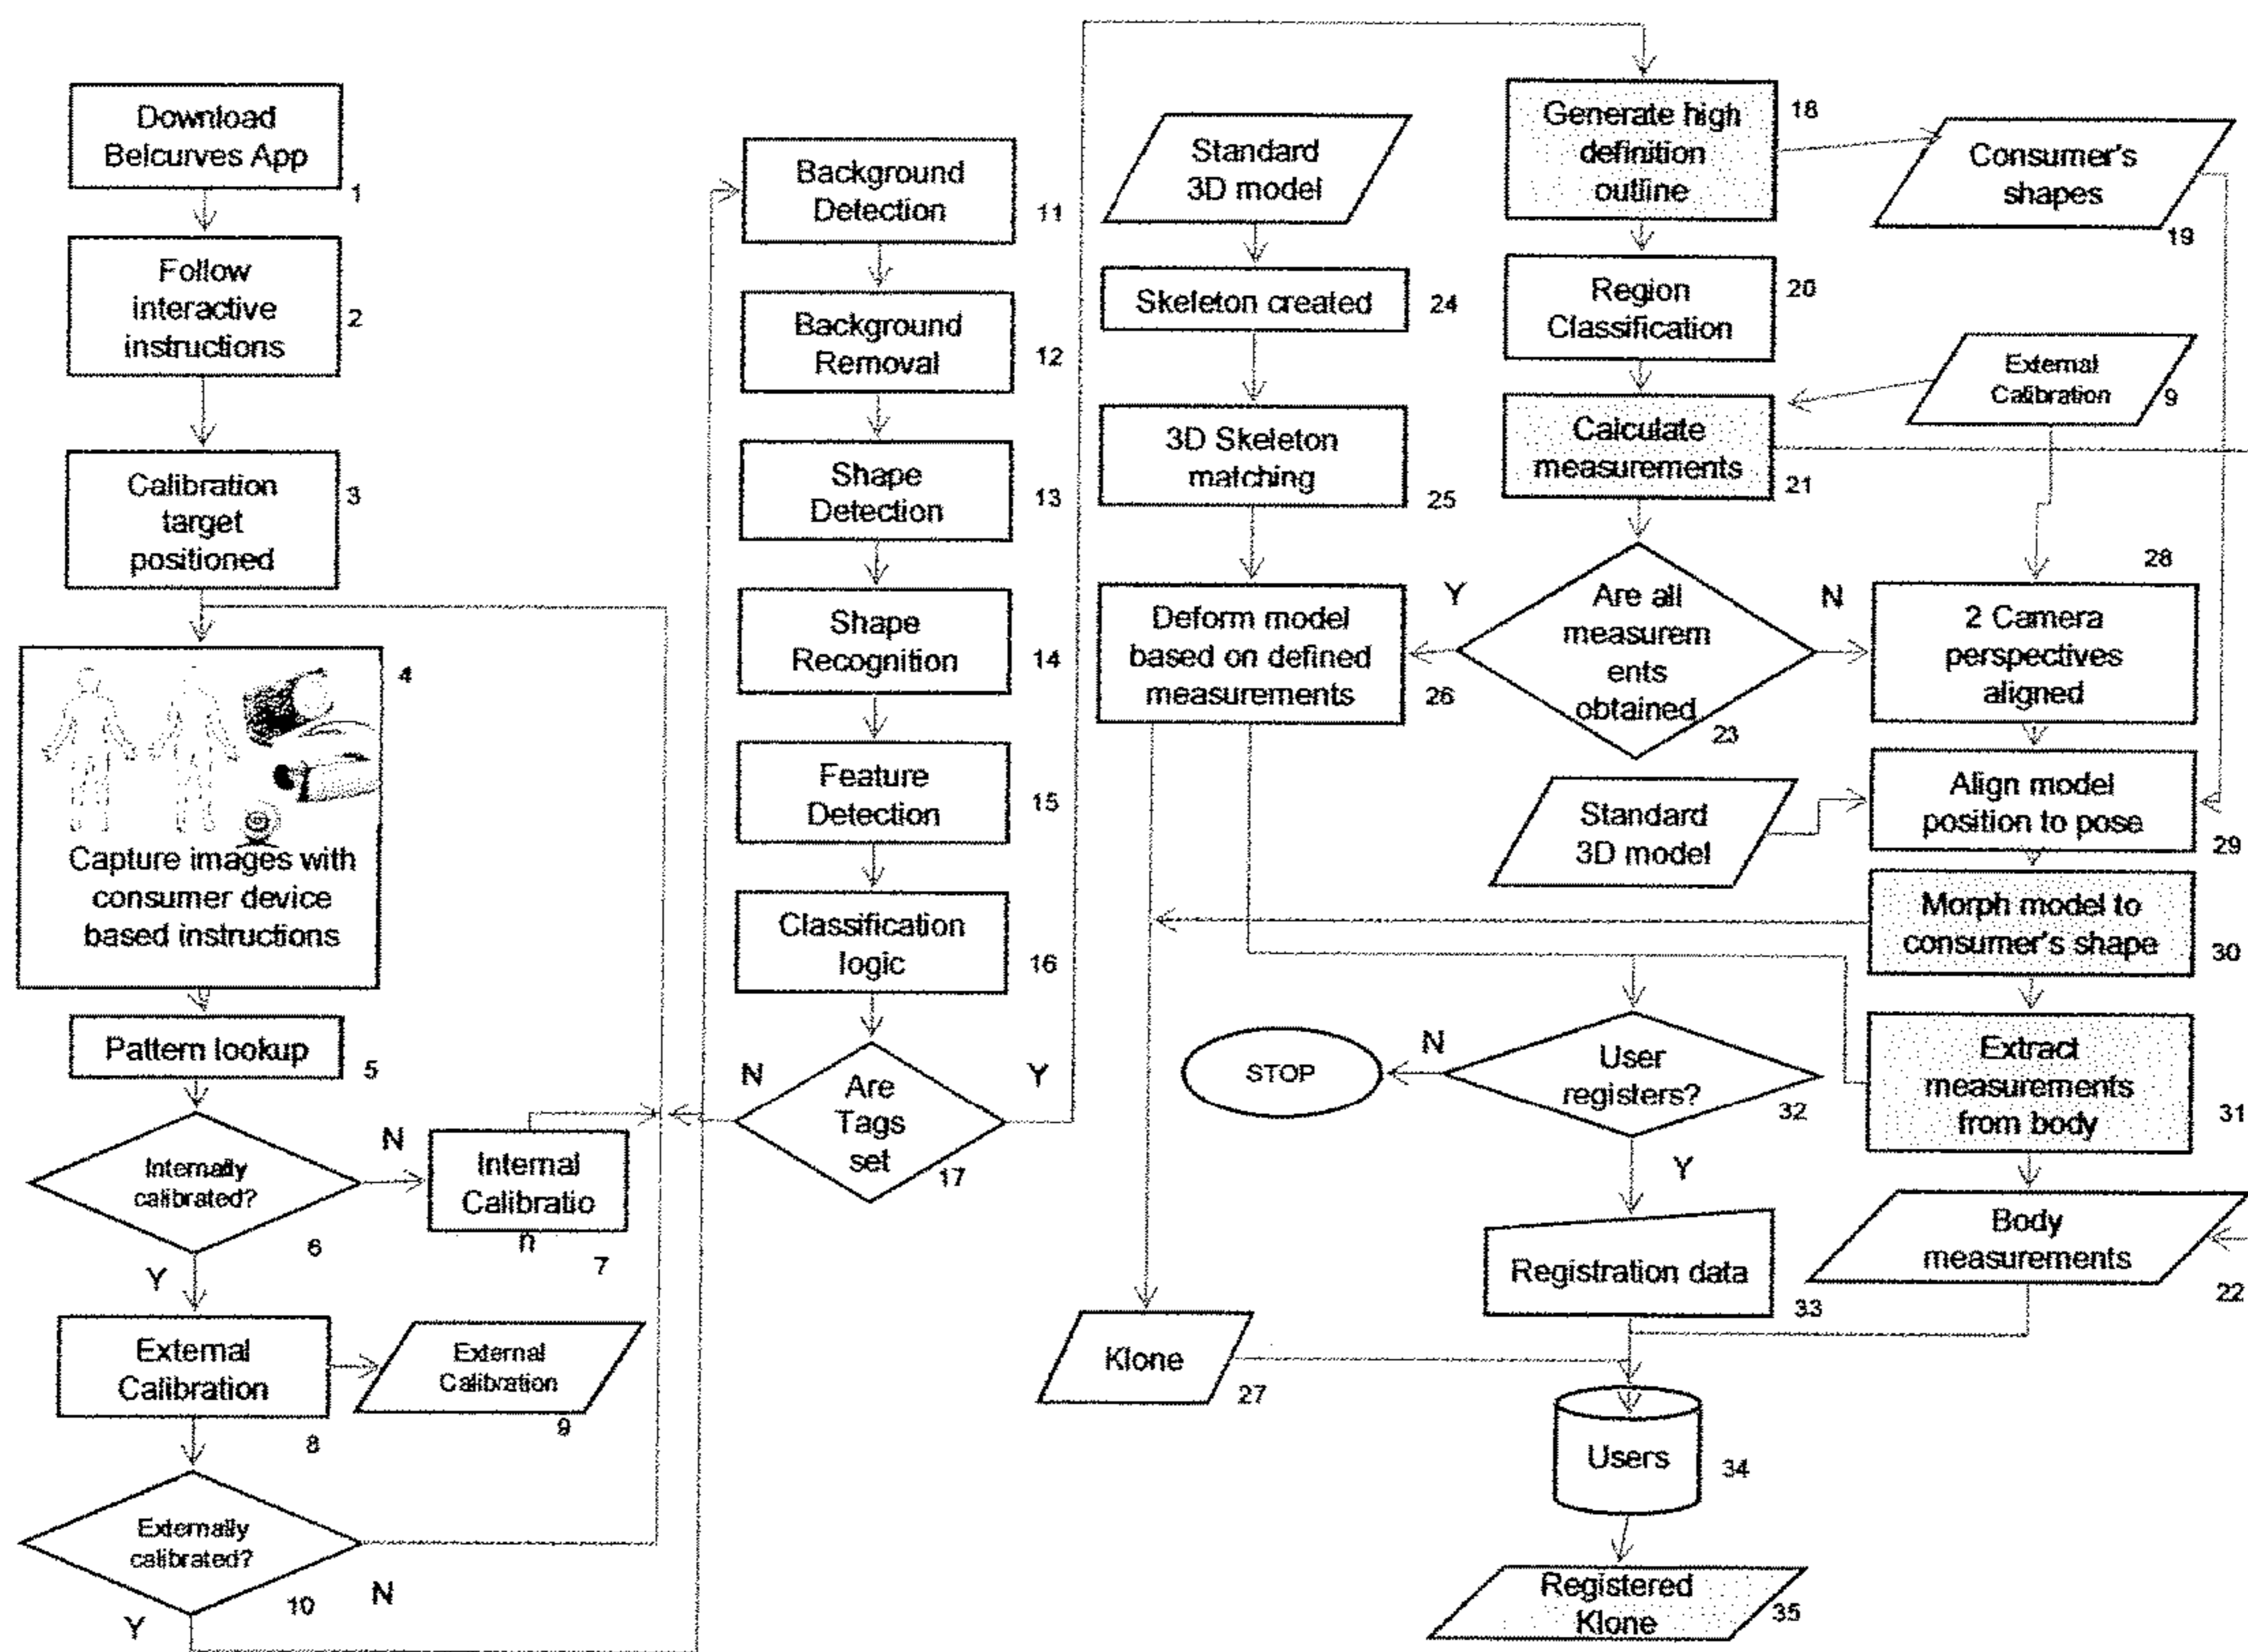 Download
Belcurves App
1
Follow
interactive
instructions
2
Calibration
target
positioned
3
4
Capture images with
consumer device
based instructions
Pattern lookup
5
Internally
calibrated?
6
N
Y
Internal
Calibratio
n
7
External
Calibration
8
External
Calibration
9
Externally
calibrated?
10
N
Y
Background
Detection
11
Background
Removal
12
Shape
Detection
13
Shape
Recognition
14
Feature
Detection
15
Classification
logic
16
N
Y
Are
Tags
set
17
Standard
3D model
Skeleton created
24
3D Skeleton
matching
25
Deform model
based on defined
measurements
26
Generate high
definition
outline
18
Consumer's
shapes
19
Region
Classification
20
External
Calibration
9
Calculate
measurements
21
Y
Are all
measurem
ents
obtained
23
N
28
2 Camera
perspectives
aligned
Standard
3D model
Align model
position to pose
29
Morph model to
consumer's shape
30
Extract
measurements
from body
31
STOP
N
User
registers?
32
Y
Registration data
33
Body
measurements
22
Klone
27
Users
34
Registered
Klone
35